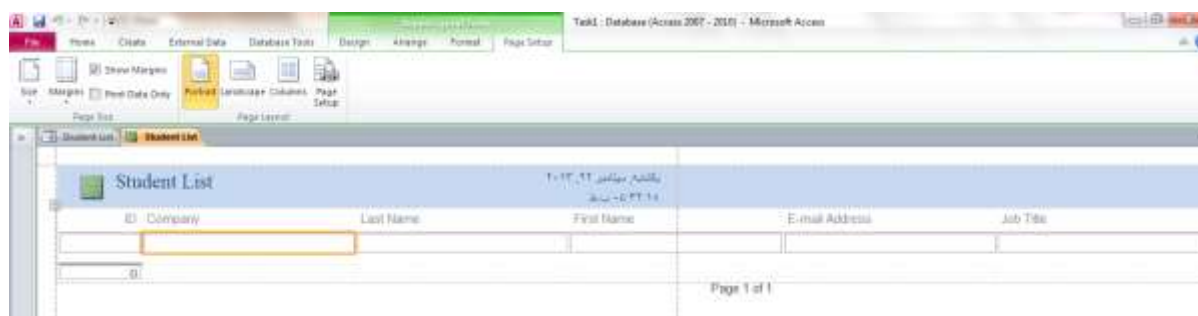 Task1 : Database (Access 2007 - 2010) - Microsoft Access
File Home Create External Data Database Tools Design Arrange Format Page Setup
Show Margins
Size Margins Print Data Only Portrait Landscape Columns Page Setup
Page Size Page Layout
Student List Student List
Student List
ID Company Last Name First Name E-mail Address Job Title
0
Page 1 of 1